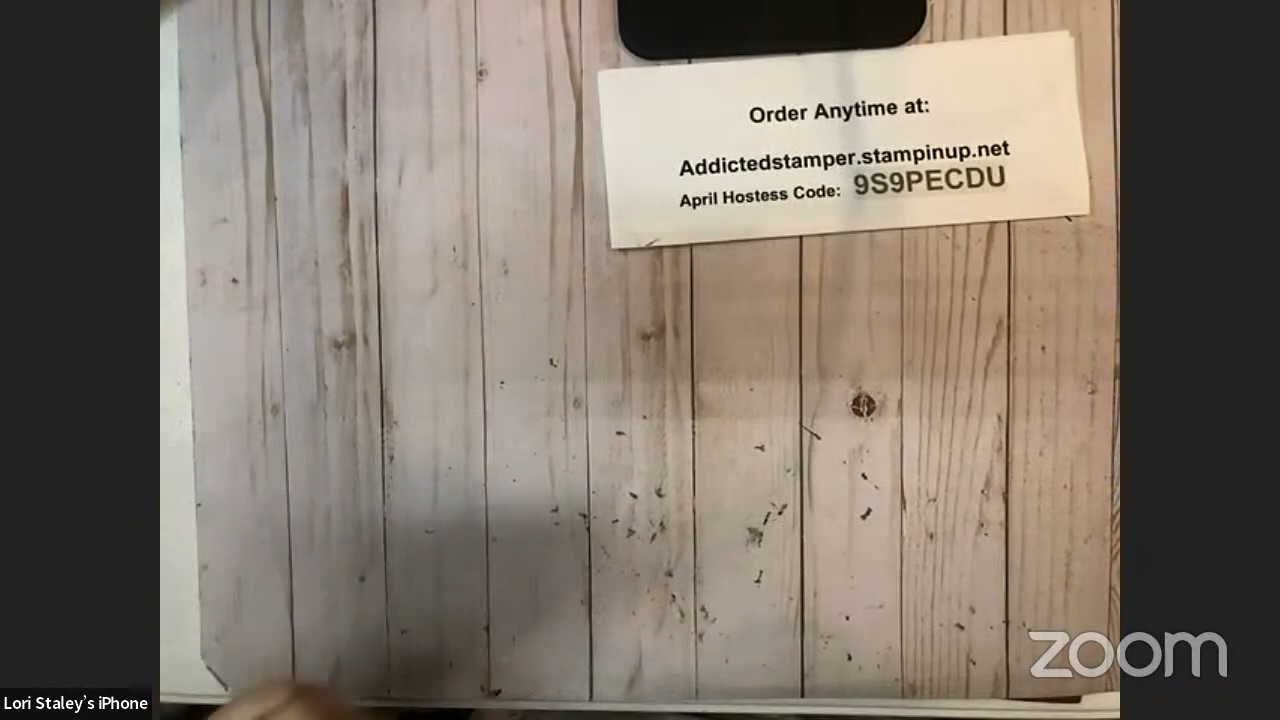 Order Anytime at:
Addictedstamper.stampinup.net
April Hostess Code: 9S9PECDU
zoom
Lori Staley's iPhone